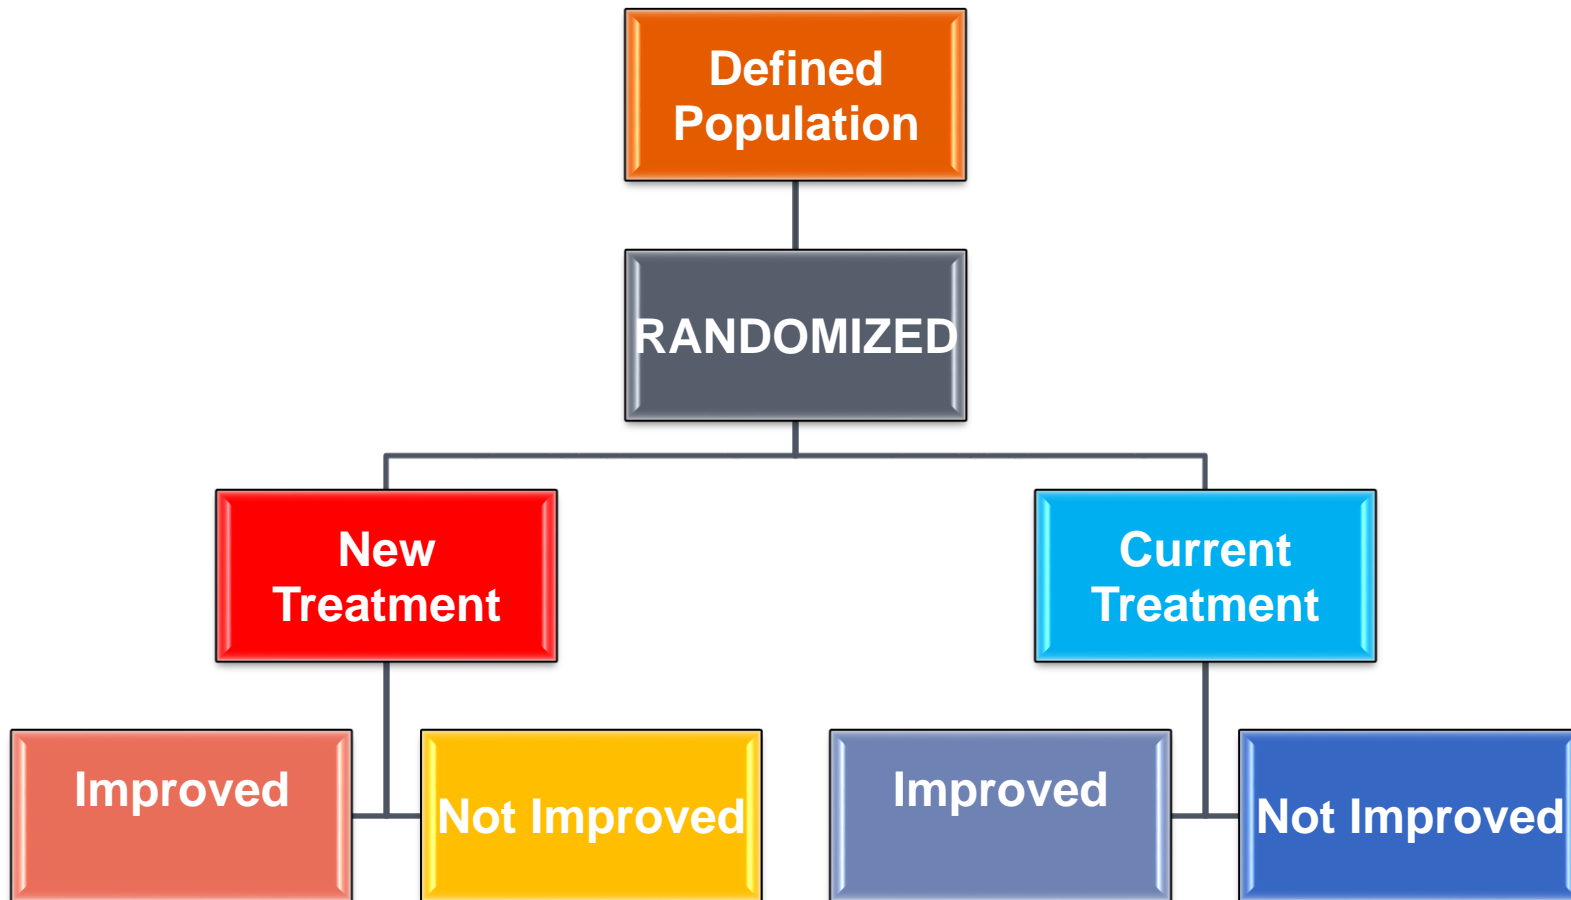 Defined
Population
RANDOMIZED
New
Treatment
Current
Treatment
Improved
Not Improved
Improved
Not Improved